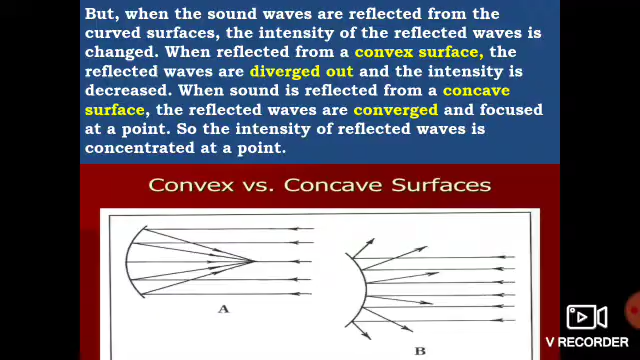 But, when the sound waves are reflected from the
curved surfaces, the intensity of the reflected waves is
changed. When reflected from a convex surface, the
reflected waves are diverged out and the intensity is
decreased. When sound is reflected from a concave
surface, the reflected waves are converged and focused
at a point. So the intensity of reflected waves is
concentrated at a point.
Convex vs. Concave Surfaces
A
B
V RECORDER